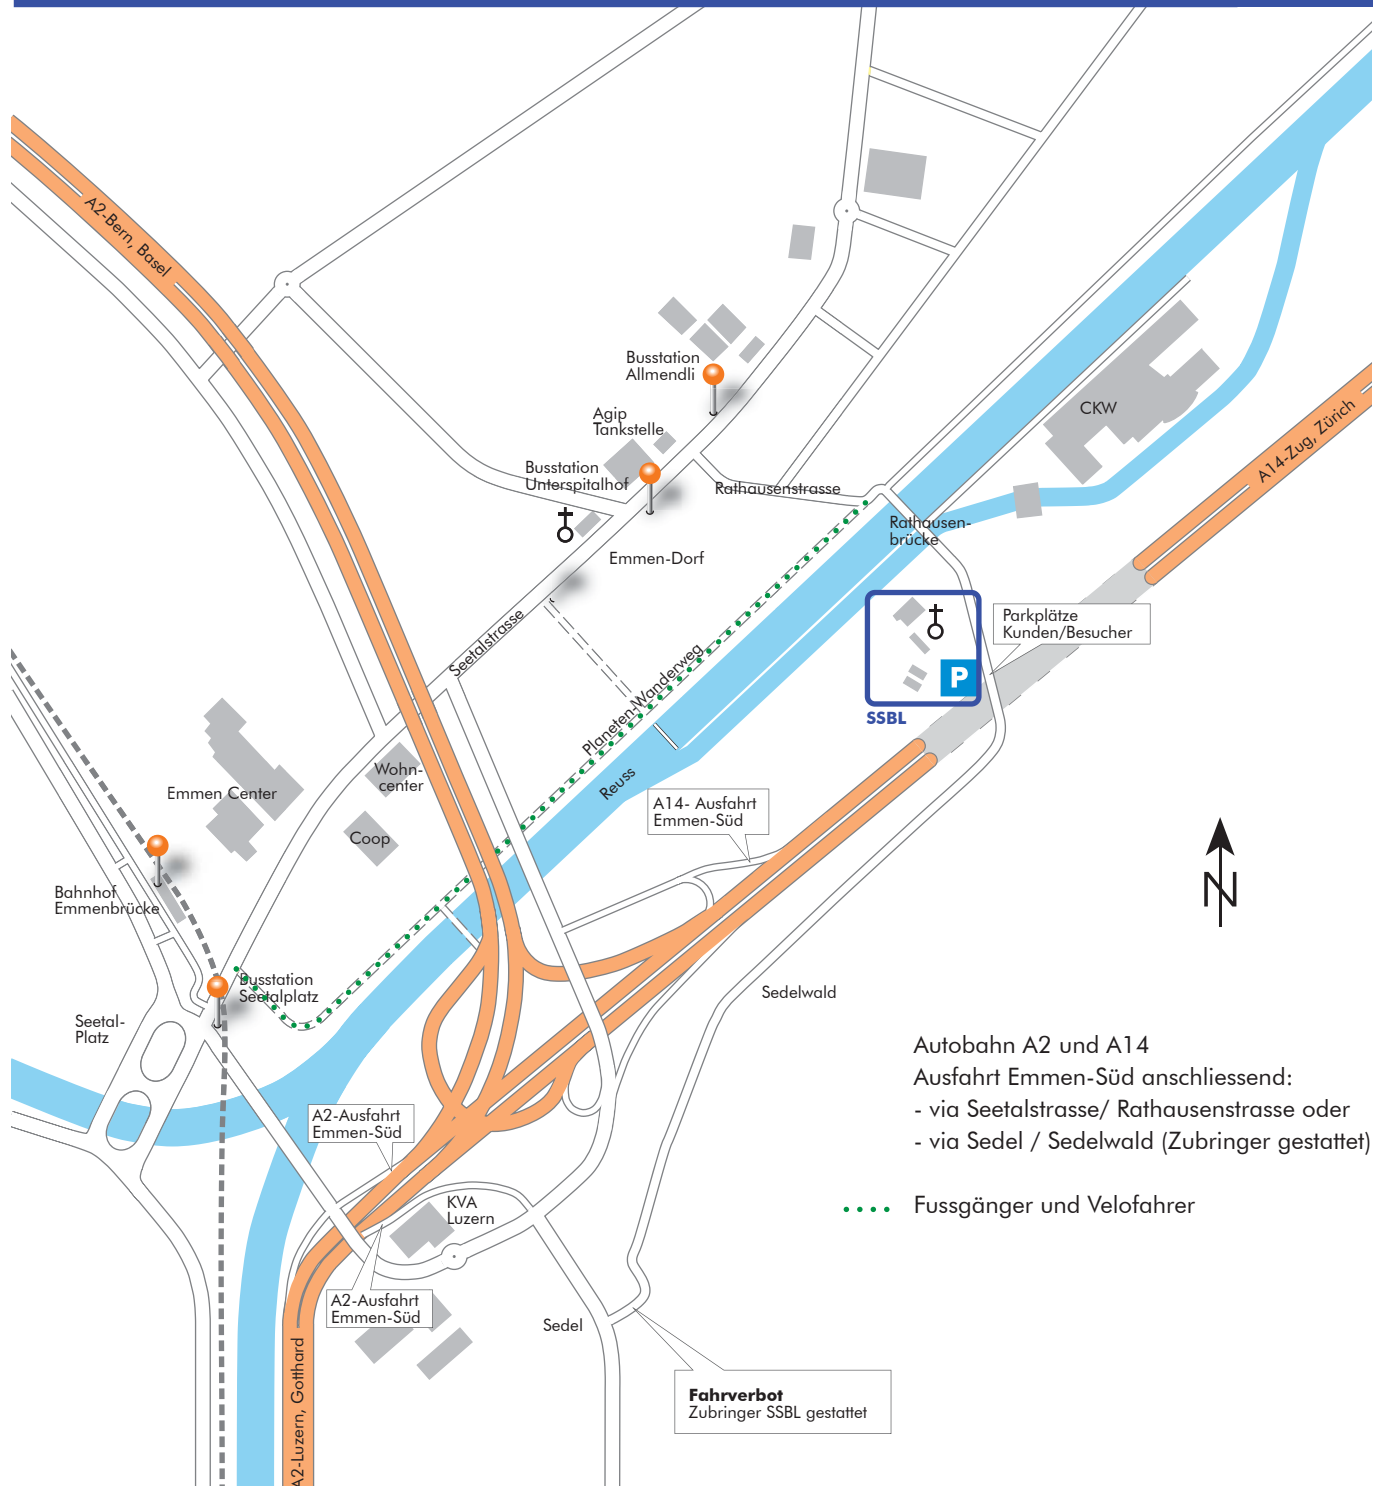 A2-Bern, Basel
Busstation
Allmendli
Agip
Tankstelle
Busstation
Unterspitalhof
Rathausenstrasse
CKW
A14-Zug, Zürich
Rathausen-
brücke
Emmen-Dorf
Seetalstrasse
Planeten-Wanderweg
Parkplätze
Kunden/Besucher
P
SSBL
Reuss
Wohn-
center
Emmen Center
Coop
A14- Ausfahrt
Emmen-Süd
Bahnhof
Emmenbrücke
N
Busstation
Seetalplatz
Seetal-
Platz
Sedelwald
Autobahn A2 und A14
Ausfahrt Emmen-Süd anschliessend:
- via Seetalstrasse/ Rathausenstrasse oder
- via Sedel / Sedelwald (Zubringer gestattet)
A2-Ausfahrt
Emmen-Süd
Fussgänger und Velofahrer
KVA
Luzern
A2-Ausfahrt
Emmen-Süd
Sedel
A2-Luzern, Gotthard
Fahrverbot
Zubringer SSBL gestattet